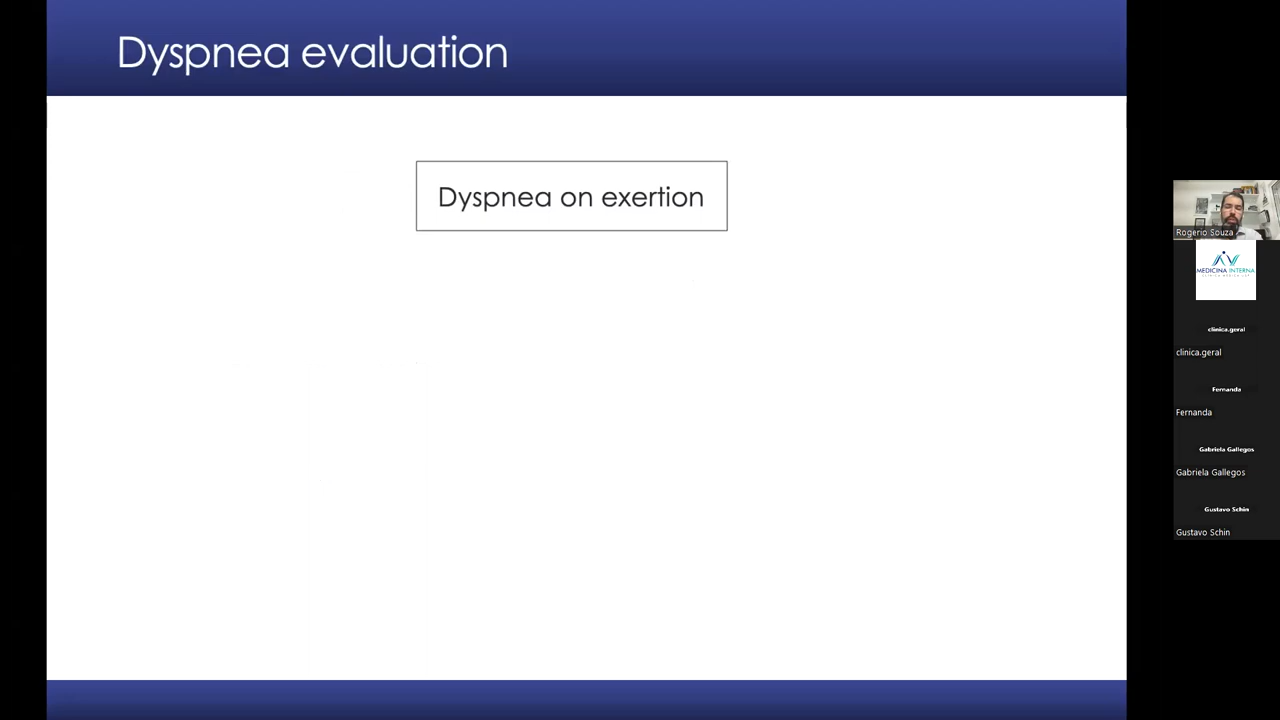 Dyspnea evaluation
Dyspnea on exertion
Rogerio Souza
MEDICINA INTERNA
clinica.geral
clinica.geral
Fernanda
Fernanda
Gabriela Gallegos
Gabriela Gallegos
Gustavo Schin
Gustavo Schin